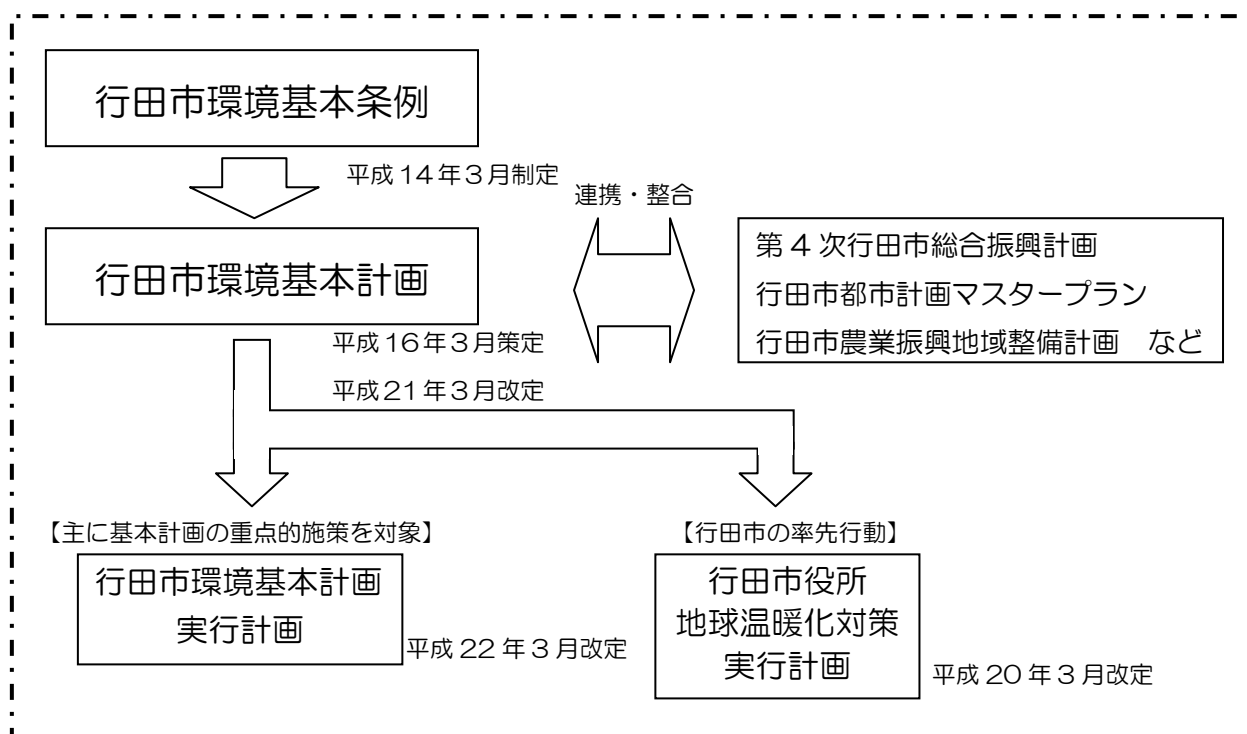 行田市環境基本条例
平成14年3月制定
連携・整合
行田市環境基本計画
第4次行田市総合振興計画
行田市都市計画マスタープラン
行田市農業振興地域整備計画　など
平成16年3月策定
平成21年3月改定
【主に基本計画の重点的施策を対象】
行田市環境基本計画
実行計画
平成22年3月改定
【行田市の率先行動】
行田市役所
地球温暖化対策
実行計画
平成20年3月改定